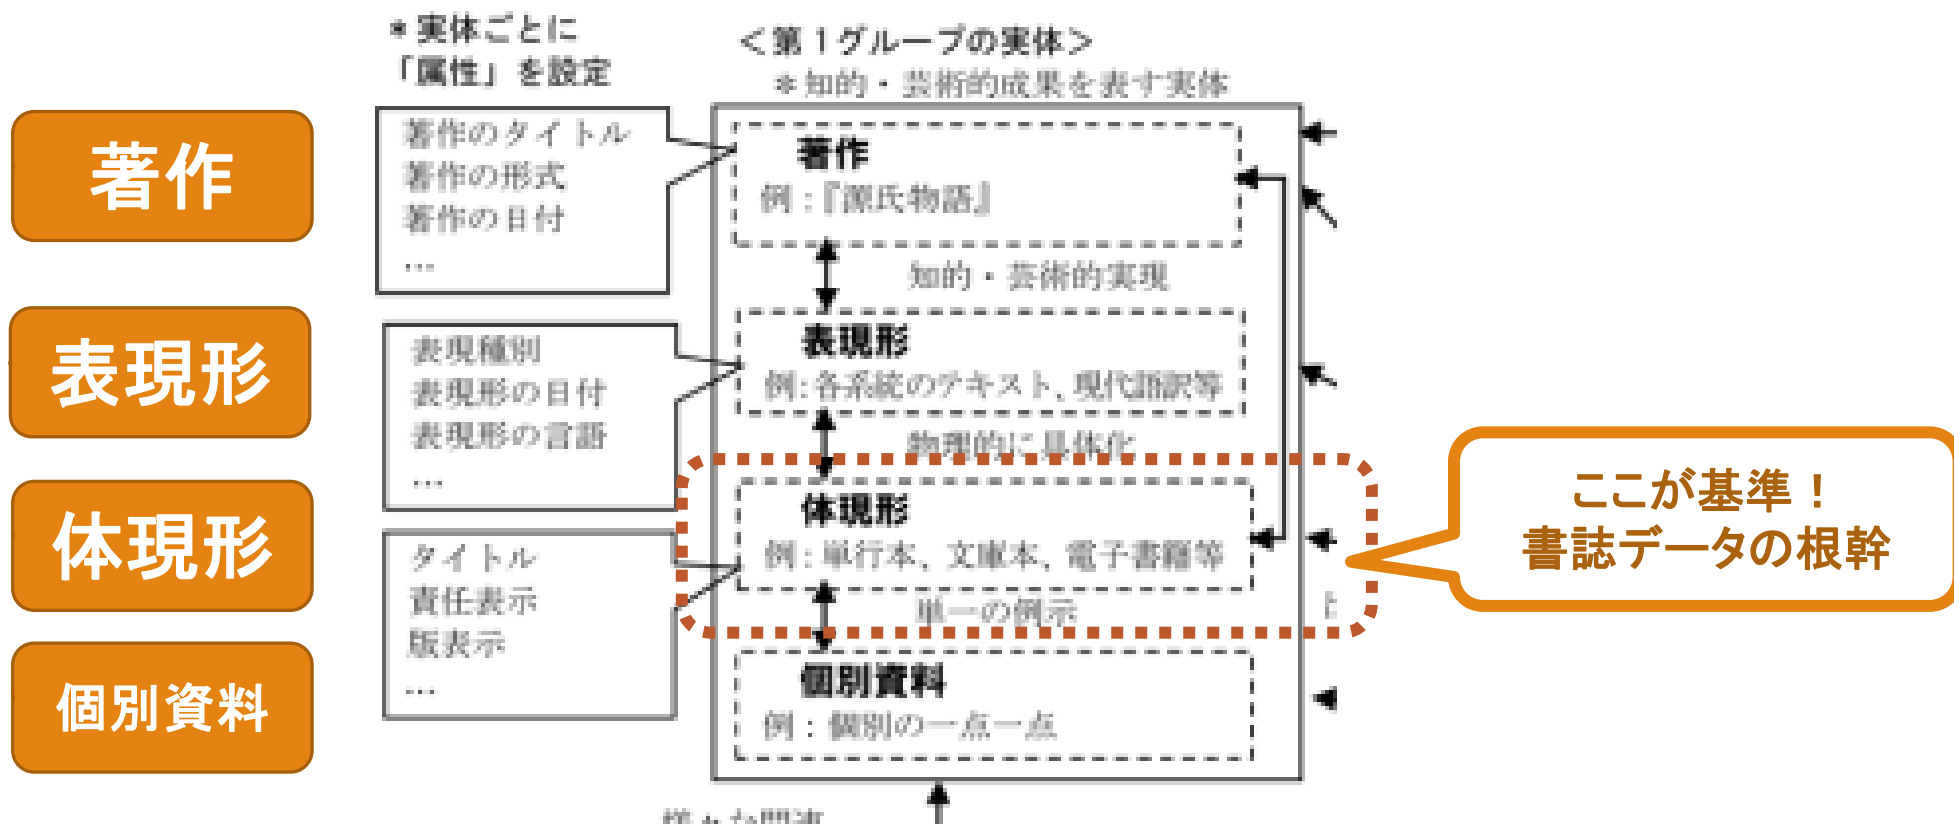 著作
表現形
体現形
個別資料
＊実体ごとに
「属性」を設定
著作のタイトル
著作の形式
著作の日付
…
表現種別
表現形の日付
表現形の言語
…
タイトル
責任表示
版表示
…
＜第1グループの実体＞
＊知的・芸術的成果を表す実体
著作
例：『源氏物語』
知的・芸術的実現
表現形
例：各系統のテキスト、現代語訳等
物理的に具体化
体現形
例：単行本、文庫本、電子書籍等
単一の例示
個別資料
例：個別の一点一点
ここが基準！
書誌データの根幹